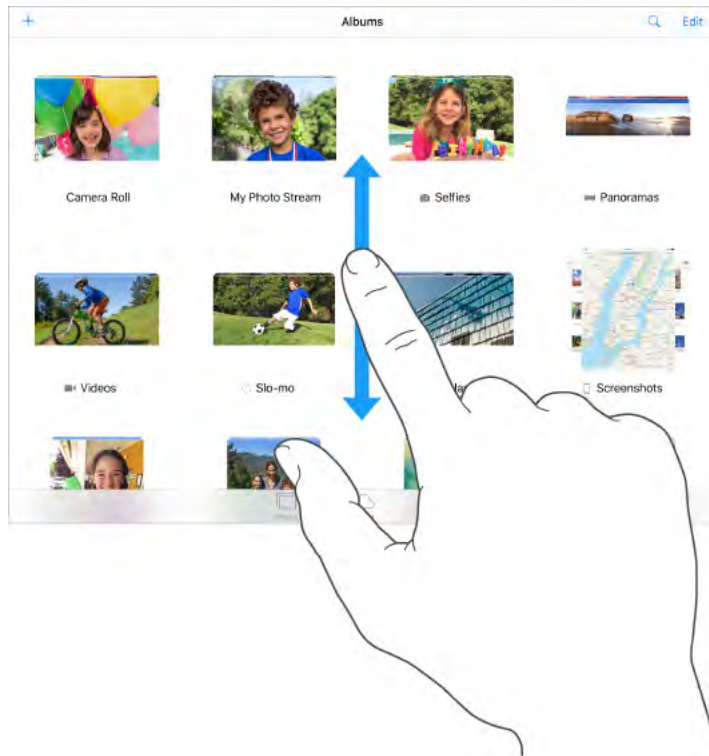 Albums
Edit
Camera Roll
My Photo Stream
Selfies
Panoramas
Videos
Slo-mo
Screenshots